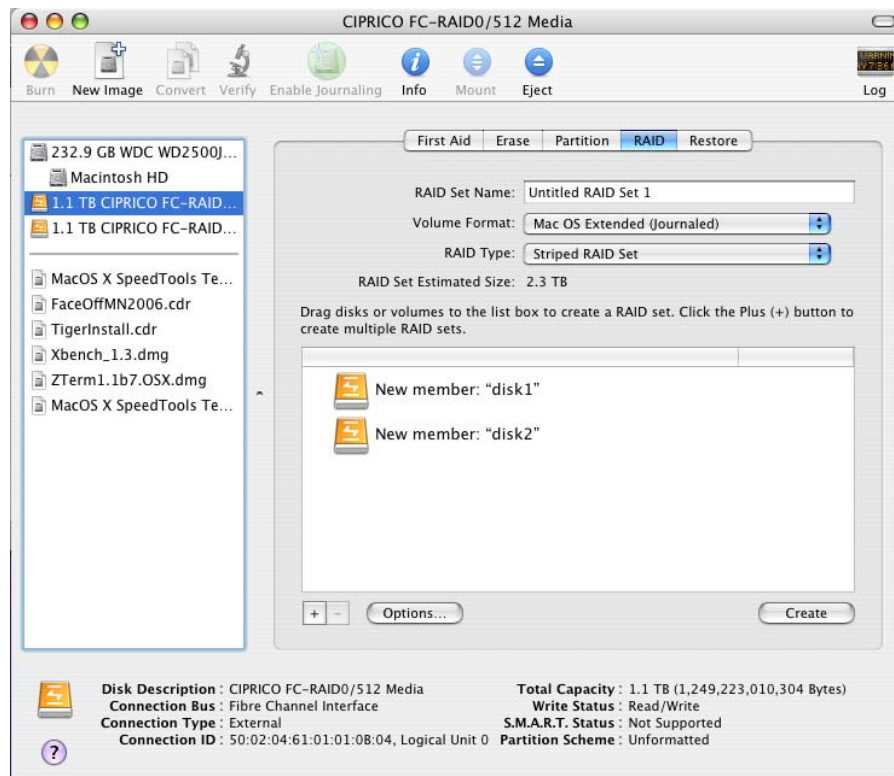 CIPRICO FC-RAID0/512 Media
Burn New Image Convert Verify Enable Journaling Info Mount Eject Log
First Aid Erase Partition RAID Restore
232.9 GB WDC WD2500J...
Macintosh HD
1.1 TB CIPRICO FC-RAID...
1.1 TB CIPRICO FC-RAID...
MacOS X SpeedTools Te...
FaceOffMN2006.cdr
TigerInstall.cdr
Xbench_1.3.dmg
ZTerm1.1b7.OSX.dmg
MacOS X SpeedTools Te...
RAID Set Name: Untitled RAID Set 1
Volume Format: Mac OS Extended (Journaled)
RAID Type: Striped RAID Set
RAID Set Estimated Size: 2.3 TB
Drag disks or volumes to the list box to create a RAID set. Click the Plus (+) button to
create multiple RAID sets.
New member: "disk1"
New member: "disk2"
+ - Options... Create
Disk Description : CIPRICO FC-RAID0/512 Media
Connection Bus : Fibre Channel Interface
Connection Type : External
Connection ID : 50:02:04:61:01:01:0B:04, Logical Unit 0
Total Capacity : 1.1 TB (1,249,223,010,304 Bytes)
Write Status : Read/Write
S.M.A.R.T. Status : Not Supported
Partition Scheme : Unformatted
?